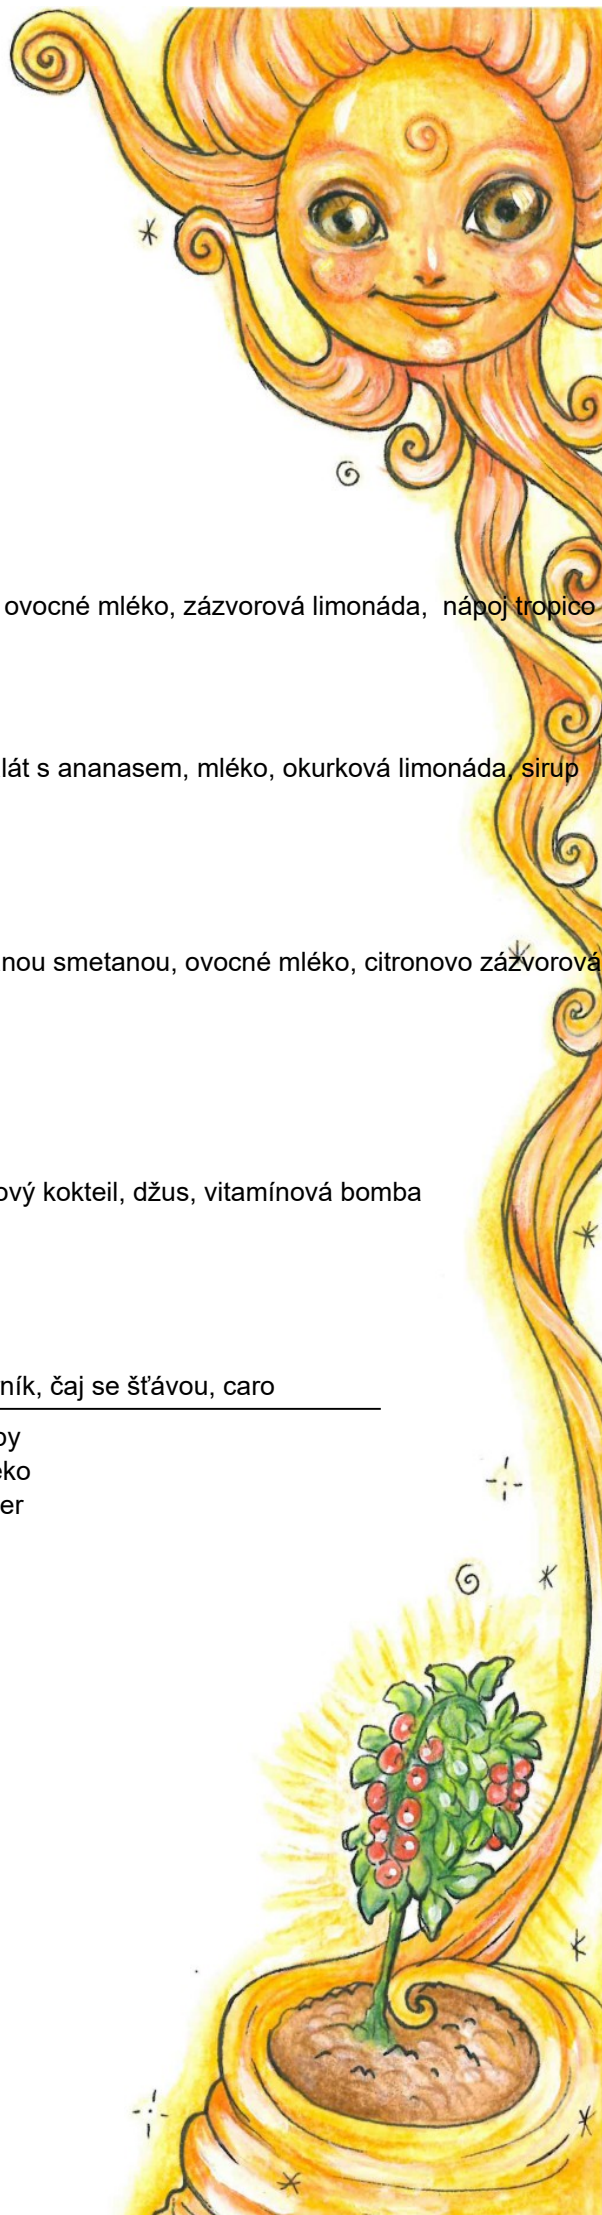 ovocné mléko, zázvorová limonáda, nápoj tropico
lát s ananasem, mléko, okurková limonáda, sirup
nou smetanou, ovocné mléko, citronovo zázvorová
ový kokteil, džus, vitamínová bomba
ník, čaj se šťávou, caro
by
éko
er